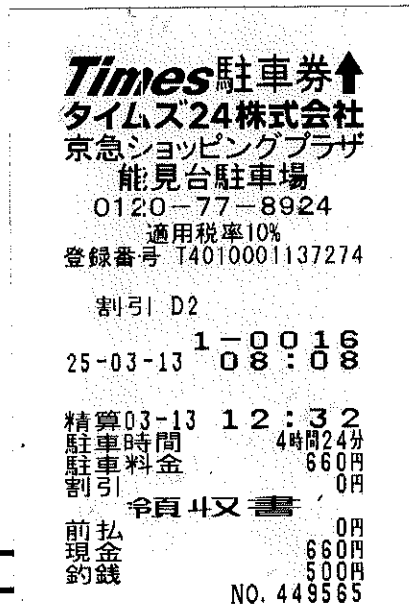 Times駐車券↑
タイムズ24株式会社
京急ショッピングプラザ
能見台駐車場
0120-77-8924
適用税率10%
登録番号 T4010001137274
割引 D2
1-0016
25-03-13 08:08
精算03-13 12:32
駐車時間 4時間24分
駐車料金 660円
割引 0円
領収書
前払 0円
現金 660円
釣銭 500円
NO. 449565